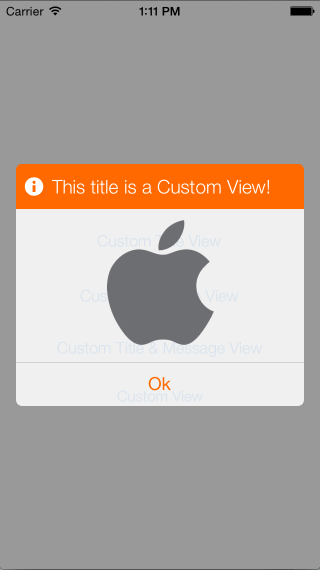 Carrier 1:11 PM
This title is a Custom View!
Custom Title View
Custom View
Custom Title & Message View
Ok
Custom View